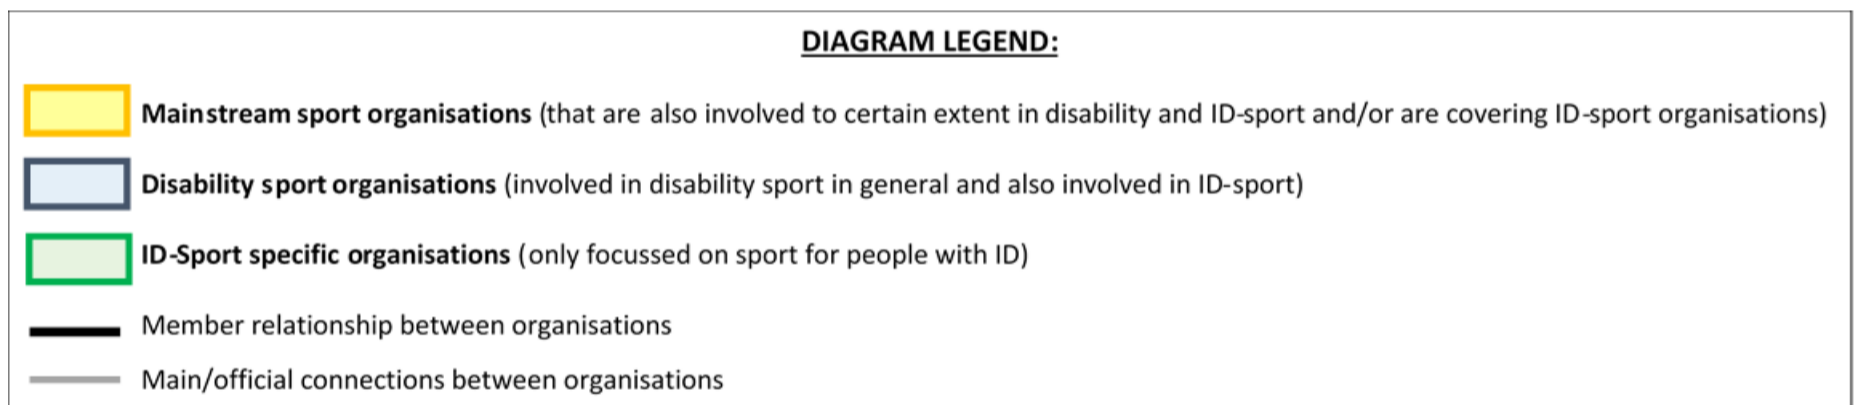 DIAGRAM LEGEND:
Mainstream sport organisations (that are also involved to certain extent in disability and ID-sport and/or are covering ID-sport organisations)
Disability sport organisations (involved in disability sport in general and also involved in ID-sport)
ID-Sport specific organisations (only focussed on sport for people with ID)
Member relationship between organisations
Main/official connections between organisations